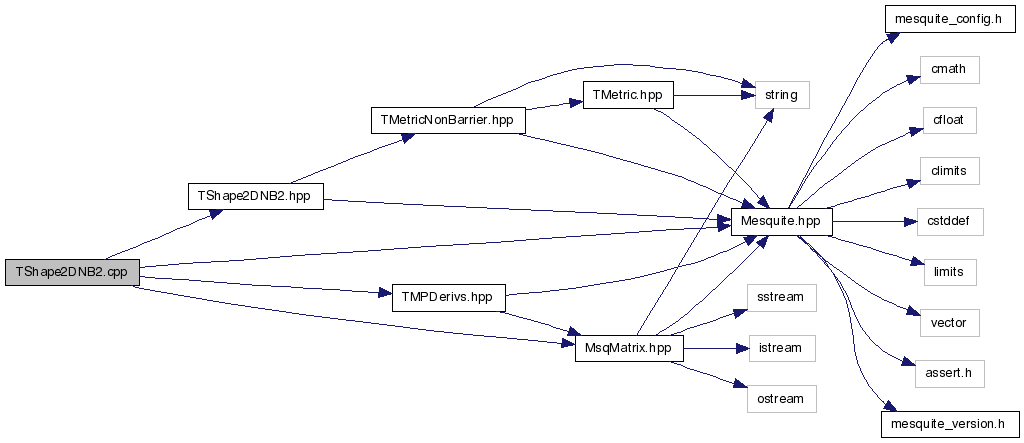 mesquite_config.h
cmath
TMetric.hpp
string
TMetricNonBarrier.hpp
cfloat
climits
TShape2DNB2.hpp
Mesquite.hpp
cstddef
TShape2DNB2.cpp
limits
TMPDerivs.hpp
sstream
vector
MsqMatrix.hpp
istream
assert.h
ostream
mesquite_version.h